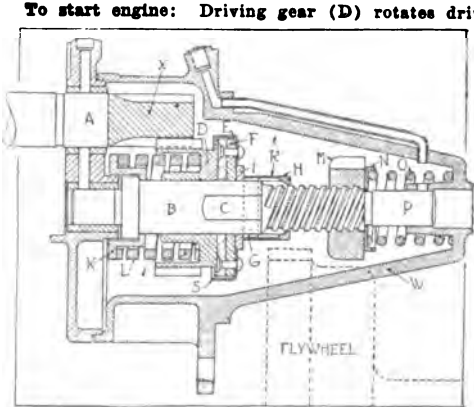 To start engine: Driving gear (D) rotates dri
X
A
D
E
F
I
R
H
M
N
O
B
C
P
K
L
S
G
W
FLYWHEEL